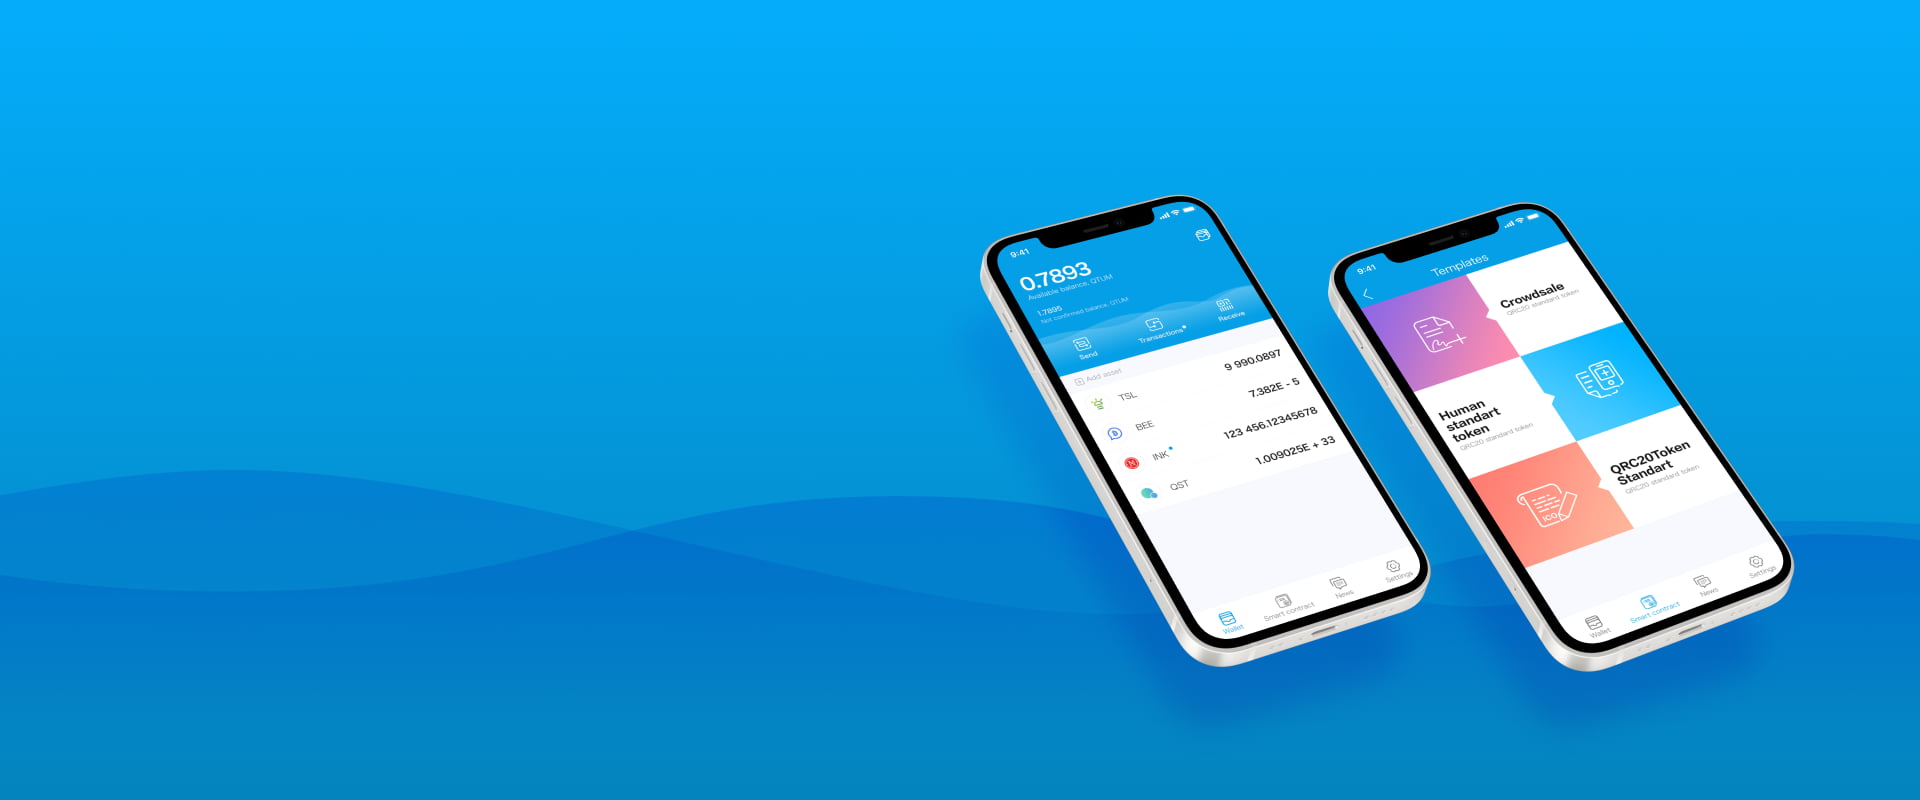 9:41
0.7893
Available balance, QTUM
1.7895
Not confirmed balance, QTUM
Send
Transactions
Receive
Add asset
TSL
9 990.0897
BEE
7.382E - 5
INK
123 456.12345678
QST
1.009025E + 33
Wallet
Smart contract
News
Settings
9:41
Templates
Crowdsale
QRC20 standard token
Human
standart
token
QRC20 standard token
QRC20Token
Standart
QRC20 standard token
ICO
Wallet
Smart contract
News
Settings